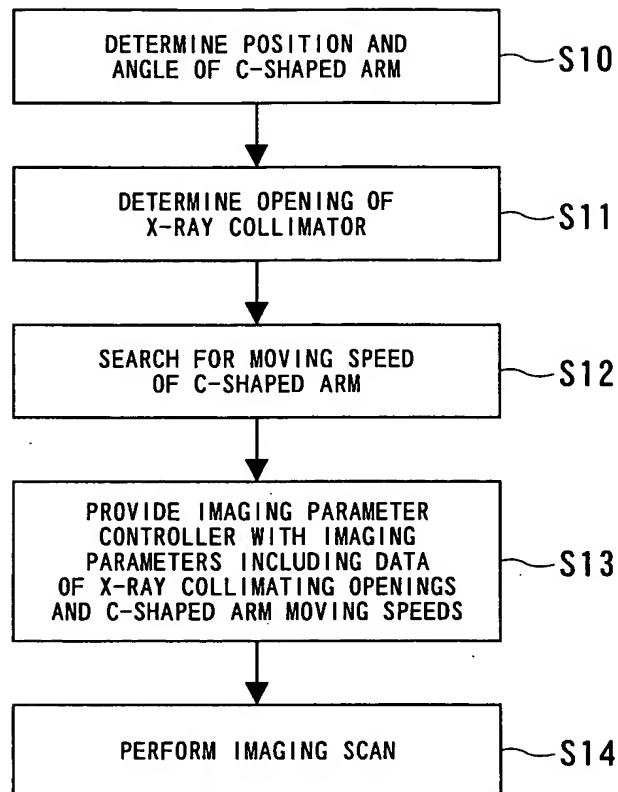 DETERMINE POSITION AND
ANGLE OF C-SHAPED ARM
S10
DETERMINE OPENING OF
X-RAY COLLIMATOR
S11
SEARCH FOR MOVING SPEED
OF C-SHAPED ARM
S12
PROVIDE IMAGING PARAMETER
CONTROLLER WITH IMAGING
PARAMETERS INCLUDING DATA
OF X-RAY COLLIMATING OPENINGS
AND C-SHAPED ARM MOVING SPEEDS
S13
PERFORM IMAGING SCAN
S14